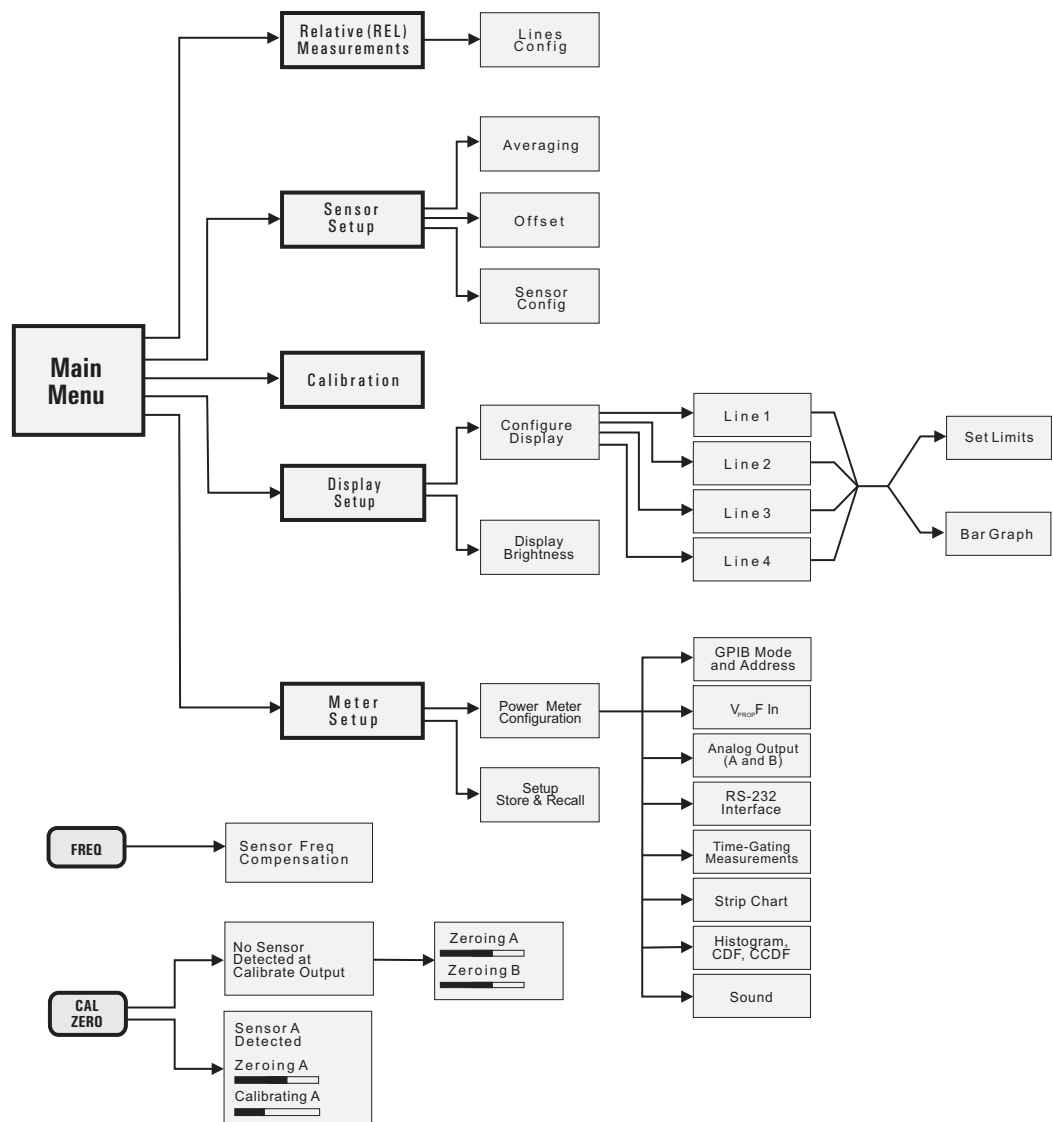 Relative (REL)
Measurements
Lines
Config
Averaging
Sensor
Setup
Offset
Sensor
Config
Main
Menu
Calibration
Configure
Display
Line 1
Line 2
Line 3
Line 4
Set Limits
Bar Graph
Display
Setup
Display
Brightness
Meter
Setup
Power Meter
Configuration
Setup
Store & Recall
GPIB Mode
and Address
VPROPF In
Analog Output
(A and B)
RS-232
Interface
Time-Gating
Measurements
Strip Chart
Histogram,
CDF, CCDF
Sound
FREQ
Sensor Freq
Compensation
CAL
ZERO
No Sensor
Detected at
Calibrate Output
Zeroing A
Zeroing B
Sensor A
Detected
Zeroing A
Calibrating A